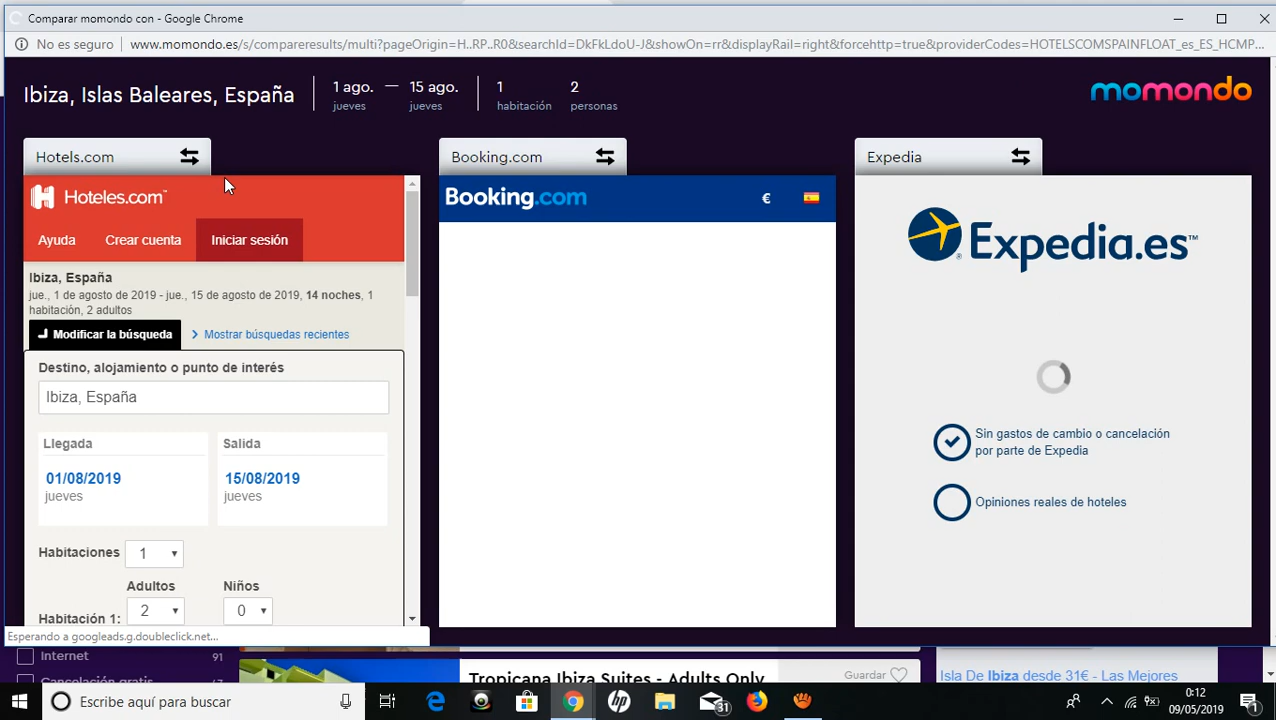 Comparar momondo con - Google Chrome
No es seguro www.momondo.es/s/compareresults/multi?pageOrigin=H..RP..R0&searchId=DkFkLdoU-J&showOn=rr&displayRail=right&forcehttp=true&providerCodes=HOTELSCOMSPAINFLOAT_es_ES_HCMP...
Ibiza, Islas Baleares, España
1 ago. — 15 ago.
jueves jueves
1
habitación
2
personas
momondo
Hotels.com
Hoteles.com™
Ayuda Crear cuenta Iniciar sesión
Ibiza, España
jue., 1 de agosto de 2019 - jue., 15 de agosto de 2019, 14 noches, 1
habitación, 2 adultos
Modificar la búsqueda Mostrar búsquedas recientes
Destino, alojamiento o punto de interés
Ibiza, España
Llegada Salida
01/08/2019 15/08/2019
jueves jueves
Habitaciones 1
Adultos Niños
Habitación 1: 2 0
Booking.com
Booking.com €
Expedia
Expedia.es™
Sin gastos de cambio o cancelación
por parte de Expedia
Opiniones reales de hoteles
Esperando a googleads.g.doubleclick.net...
Internet 91
Cancelación gratis
Tropicana Ibiza Suites - Adults Only
Guardar
Isla De Ibiza desde 31€ - Las Mejores
Escribe aquí para buscar
31
0:12
09/05/2019
1